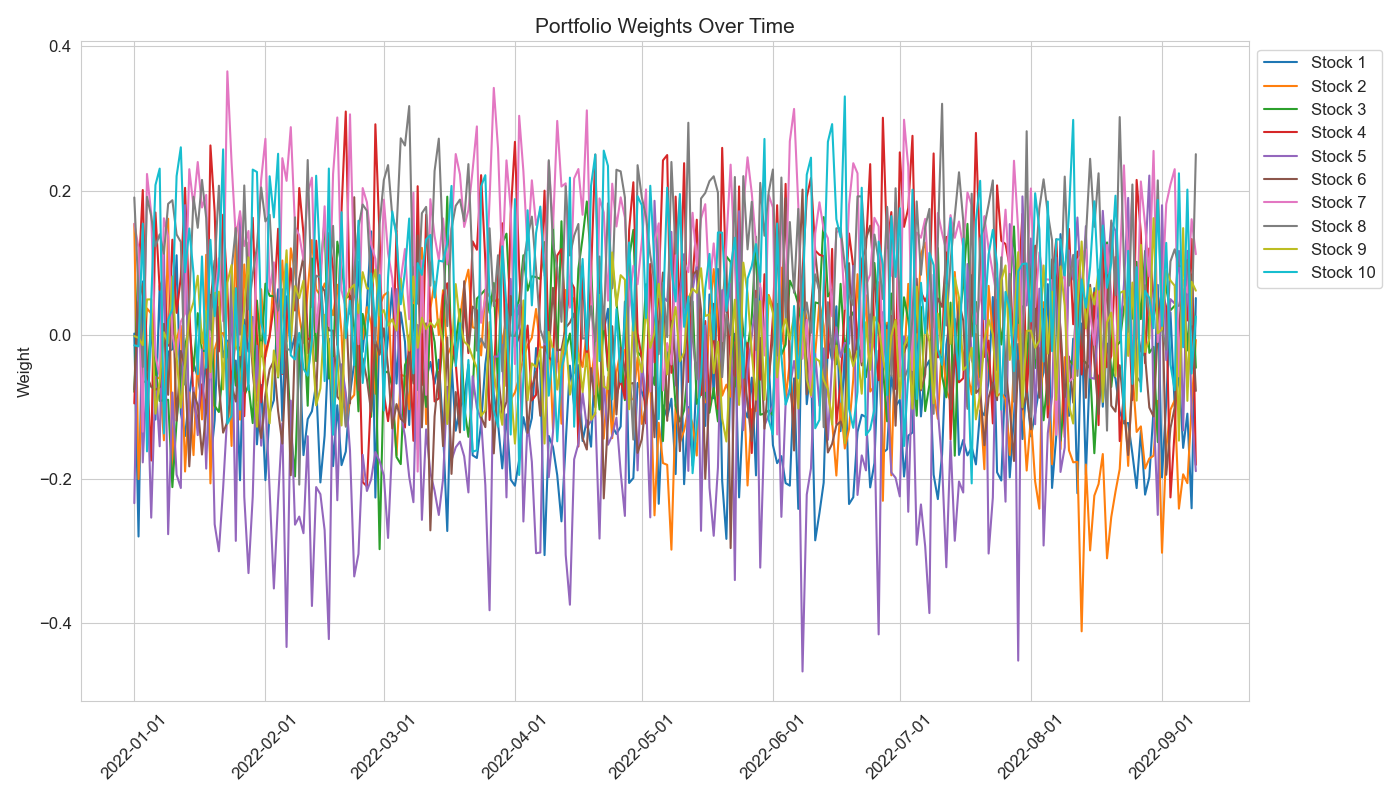 Portfolio Weights Over Time
Weight
0.4
0.2
0.0
−0.2
−0.4
2022-01-01
2022-02-01
2022-03-01
2022-04-01
2022-05-01
2022-06-01
2022-07-01
2022-08-01
2022-09-01
Stock 1
Stock 2
Stock 3
Stock 4
Stock 5
Stock 6
Stock 7
Stock 8
Stock 9
Stock 10